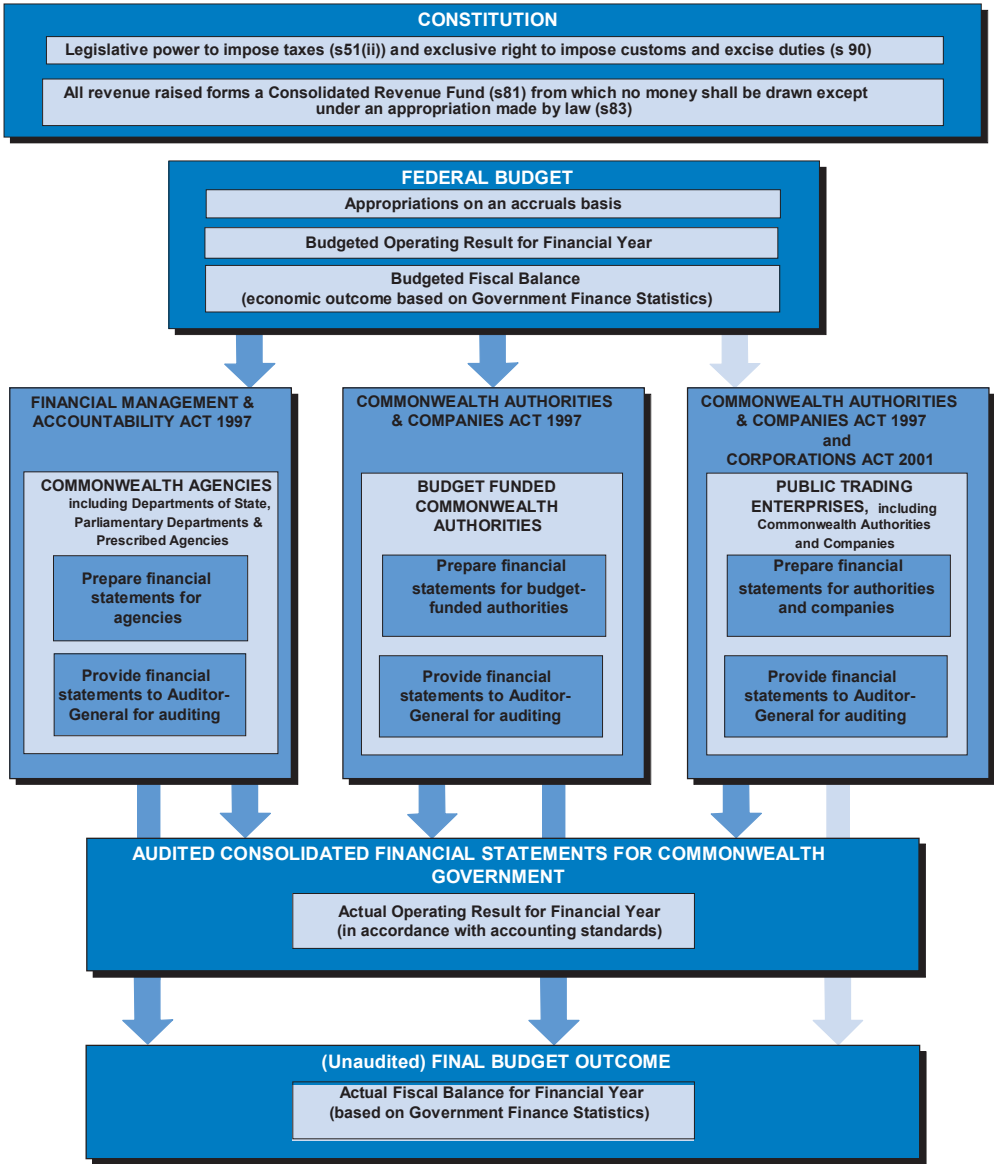 CONSTITUTION
Legislative power to impose taxes (s51(ii)) and exclusive right to impose customs and excise duties (s 90)
All revenue raised forms a Consolidated Revenue Fund (s81) from which no money shall be drawn except
under an appropriation made by law (s83)
FEDERAL BUDGET
Appropriations on an accruals basis
Budgeted Operating Result for Financial Year
Budgeted Fiscal Balance
(economic outcome based on Government Finance Statistics)
FINANCIAL MANAGEMENT &
ACCOUNTABILITY ACT 1997
COMMONWEALTH AGENCIES
including Departments of State,
Parliamentary Departments &
Prescribed Agencies
Prepare financial
statements for
agencies
Provide financial
statements to Auditor-
General for auditing
COMMONWEALTH AUTHORITIES
& COMPANIES ACT 1997
BUDGET FUNDED
COMMONWEALTH
AUTHORITIES
Prepare financial
statements for budget-
funded authorities
Provide financial
statements to Auditor-
General for auditing
COMMONWEALTH AUTHORITIES
& COMPANIES ACT 1997
and
CORPORATIONS ACT 2001
PUBLIC TRADING
ENTERPRISES, including
Commonwealth Authorities
and Companies
Prepare financial
statements for authorities
and companies
Provide financial
statements to Auditor-
General for auditing
AUDITED CONSOLIDATED FINANCIAL STATEMENTS FOR COMMONWEALTH
GOVERNMENT
Actual Operating Result for Financial Year
(in accordance with accounting standards)
(Unaudited) FINAL BUDGET OUTCOME
Actual Fiscal Balance for Financial Year
(based on Government Finance Statistics)